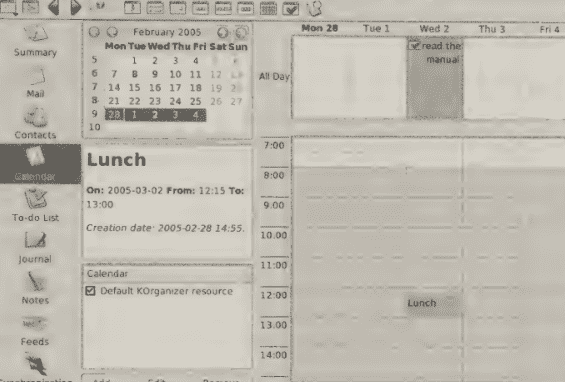 Summary
Mail
Contacts
Calendar
To-do List
Journal
Notes
Feeds
February 2005
Mon Tue Wed Thu Fri Sat Sun
5 1 2 3 4
6 7 8 9 10 11 12
7 14 15 16 17 18 19
8 21 22 23 24 25 26 27
9 28 1 2 3 4
10
Lunch
On: 2005-03-02 From: 12:15 To:
13:00
Creation date: 2005-02-28 14:55.
Calendar
Default KOrganizer resource
Add Edit Remove
Mon 28 Tue 1 Wed 2 Thu 3 Fri 4
All Day
read the
manual
7:00
8:00
9:00
10:00
11:00
12:00
Lunch
13:00
14:00